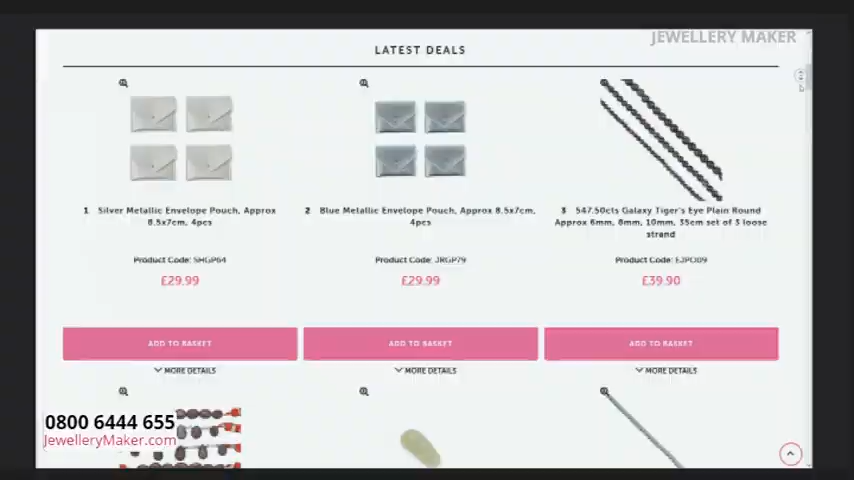 JEWELLERY MAKER
LATEST DEALS
1 Silver Metallic Envelope Pouch, Approx
8.5x7cm, 4pcs
Product Code: SHGP64
£29.99
ADD TO BASKET
MORE DETAILS
2 Blue Metallic Envelope Pouch, Approx 8.5x7cm,
4pcs
Product Code: JRGP79
£29.99
ADD TO BASKET
MORE DETAILS
3 547.50cts Galaxy Tiger's Eye Plain Round
Approx 6mm, 8mm, 10mm, 35cm set of 3 loose
strand
Product Code: EJPO09
£39.90
ADD TO BASKET
MORE DETAILS
0800 6444 655
JewelleryMaker.com